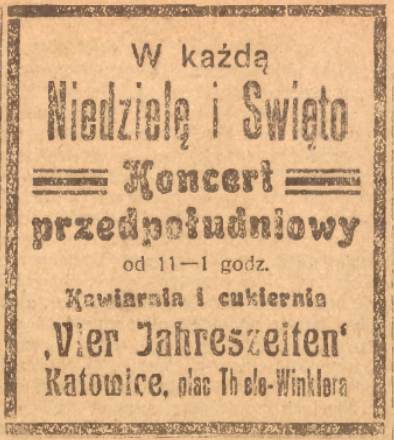 W każdą
Niedzielę i Swięto
Koncert
przedpołudniowy
od 11—1 godz.
Kawiarnia i cukiernia
‚Vier Jahreszeiten‘
Katowice, plac Thiele-Winklera